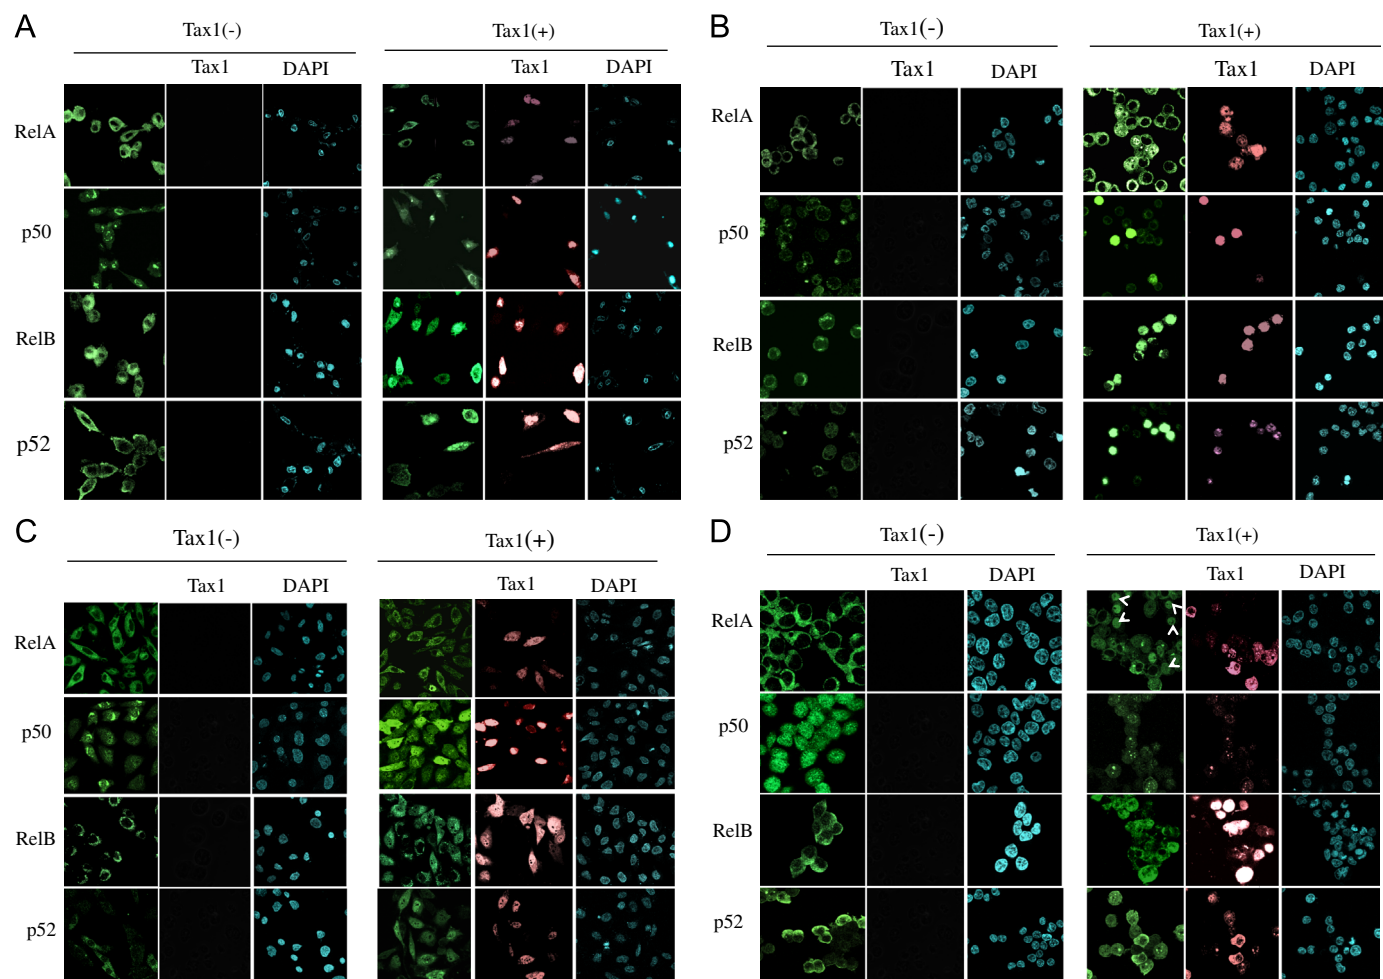 A
Tax1(-)
Tax1(+)
Tax1
DAPI
Tax1
DAPI
RelA
p50
RelB
p52
B
Tax1(-)
Tax1(+)
Tax1
DAPI
Tax1
DAPI
RelA
p50
RelB
p52
C
Tax1(-)
Tax1(+)
Tax1
DAPI
Tax1
DAPI
RelA
p50
RelB
p52
D
Tax1(-)
Tax1(+)
Tax1
DAPI
Tax1
DAPI
RelA
p50
RelB
p52